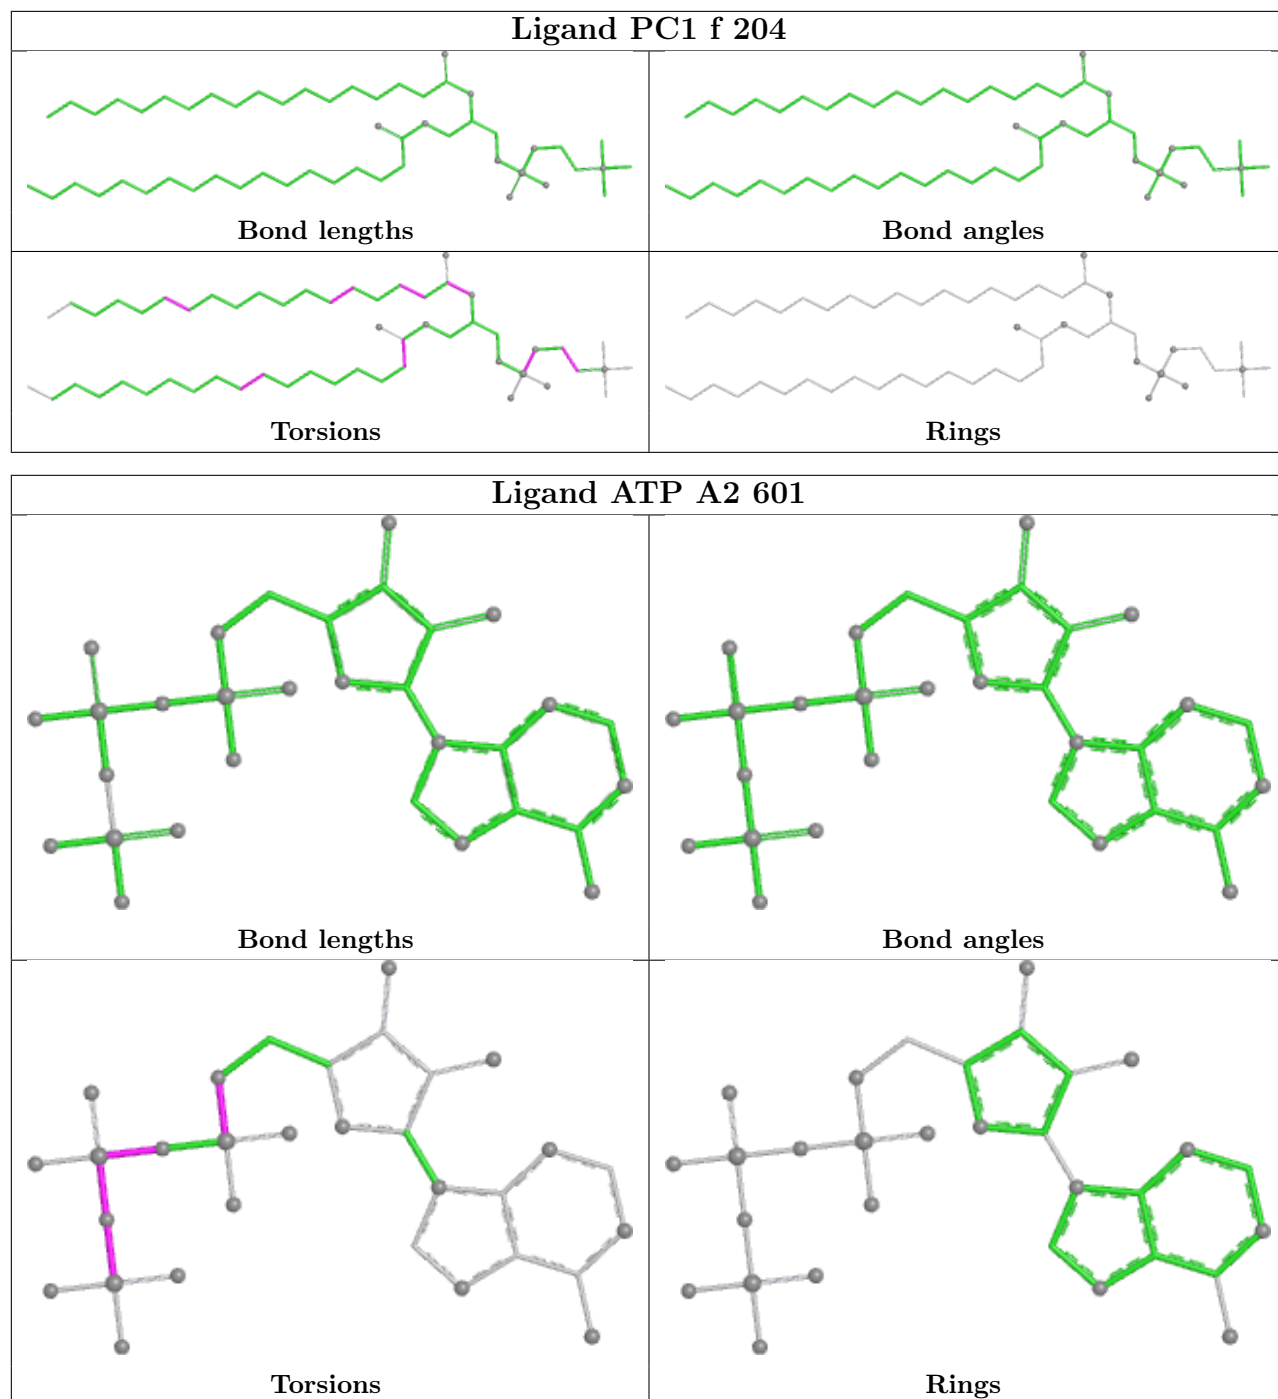 Ligand PC1 f 204
Bond lengths
Bond angles
Torsions
Rings
Ligand ATP A2 601
Bond lengths
Bond angles
Torsions
Rings